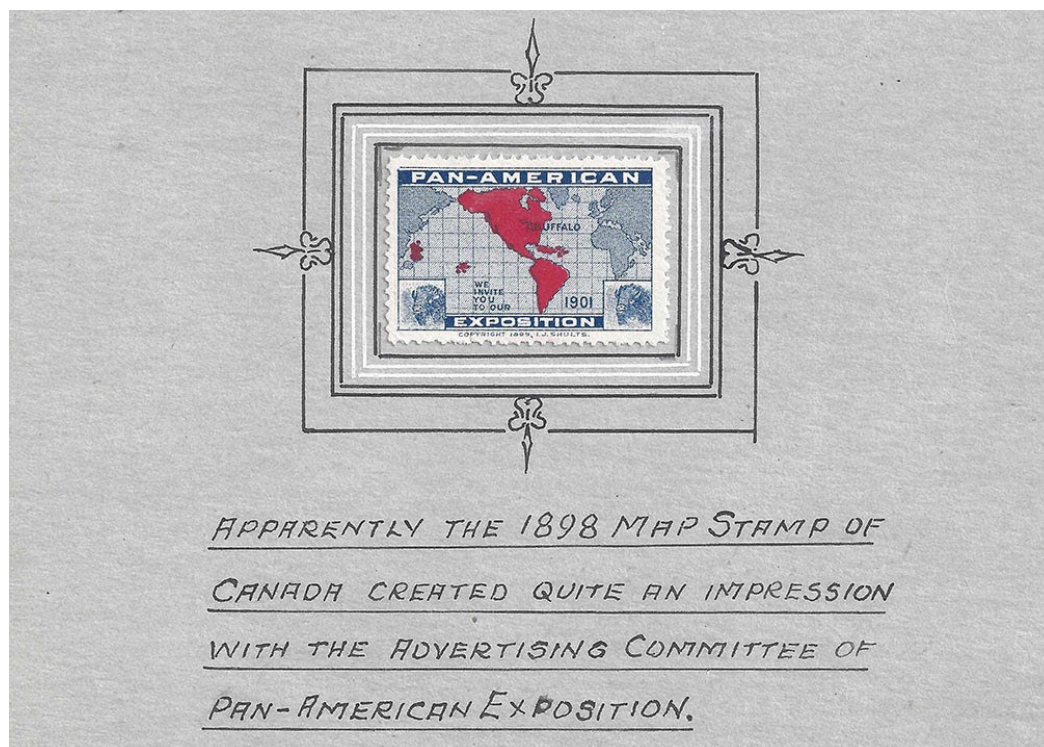 PAN-AMERICAN
BUFFALO
WE
INVITE
YOU
TO OUR
1901
EXPOSITION
COPYRIGHT 1899, I.J. SHULTS.
APPARENTLY THE 1898 MAP STAMP OF
CANADA CREATED QUITE AN IMPRESSION
WITH THE ADVERTISING COMMITTEE OF
PAN-AMERICAN EXPOSITION.